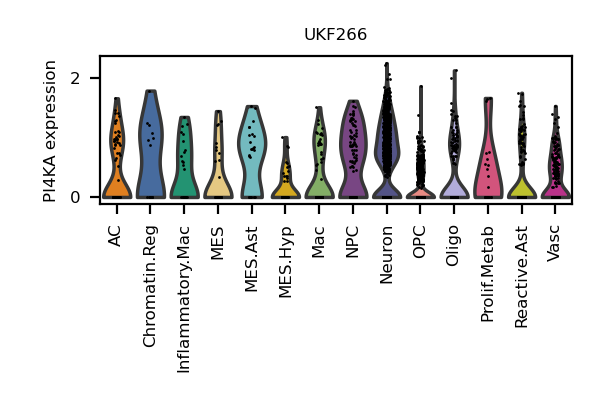 UKF266
PI4KA expression
2
0
AC
Chromatin.Reg
Inflammatory.Mac
MES
MES.Ast
MES.Hyp
Mac
NPC
Neuron
OPC
Oligo
Prolif.Metab
Reactive.Ast
Vasc